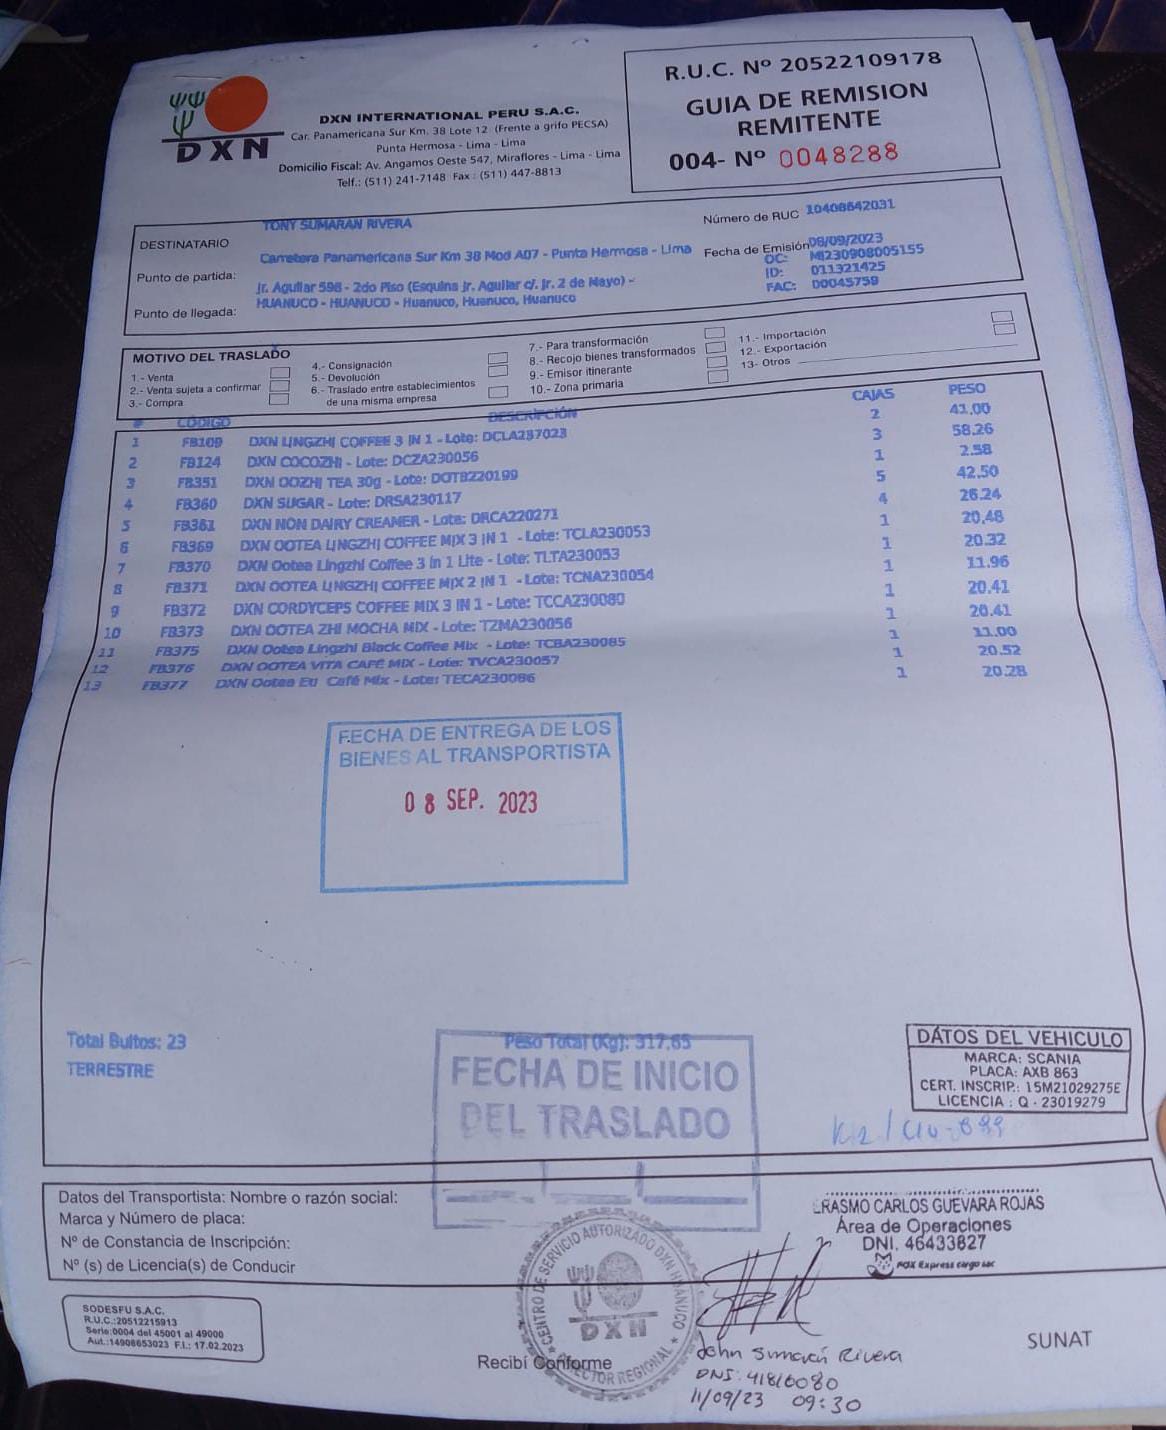 DXN
DXN INTERNATIONAL PERU S.A.C.
Car. Panamericana Sur Km. 38 Lote 12 (Frente a grifo PECSA)
Punta Hermosa - Lima - Lima
Domicilio Fiscal: Av. Angamos Oeste 547, Miraflores - Lima - Lima
Telf.: (511) 241-7148 Fax : (511) 447-8813
R.U.C. Nº 20522109178
GUIA DE REMISION
REMITENTE
004- Nº 0048288
DESTINATARIO TONY SUMARAN RIVERA Número de RUC 10408642031
Punto de partida: Carretera Panamericana Sur Km 38 Mod A07 - Punta Hermosa - Lima Fecha de Emisión 08/09/2023
OC: MI230908005155
ID: 011321425
FAC: D0045759
Punto de llegada: Jr. Aguilar 598 - 2do Piso (Esquina Jr. Aguilar c/. Jr. 2 de Mayo) -
HUANUCO - HUANUCO - Huanuco, Huanuco, Huanuco
MOTIVO DEL TRASLADO
1.- Venta
2.- Venta sujeta a confirmar
3.- Compra
4.- Consignación
5.- Devolución
6.- Traslado entre establecimientos
de una misma empresa
7.- Para transformación
8.- Recojo bienes transformados
9.- Emisor itinerante
10.- Zona primaria
11.- Importación
12.- Exportación
13- Otros
# CÓDIGO DESCRIPCIÓN CAJAS PESO
1 FB109 DXN LINGZHI COFFEE 3 IN 1 - Lote: DCLA237023 2 41,00
2 FB124 DXN COCOZHI - Lote: DCZA230056 3 58.26
3 FB351 DXN OOZHI TEA 30g - Lote: DOTB220199 1 2.58
4 FB360 DXN SUGAR - Lote: DRSA230117 5 42.50
5 FB361 DXN NON DAIRY CREAMER - Lote: DRCA220271 4 26.24
6 FB369 DXN OOTEA LINGZHI COFFEE MIX 3 IN 1 - Lote: TCLA230053 1 20,48
7 FB370 DXN Ootea Lingzhi Coffee 3 in 1 Lite - Lote: TLTA230053 1 20.32
8 FB371 DXN OOTEA LINGZHI COFFEE MIX 2 IN 1 - Lote: TCNA230054 1 11.96
9 FB372 DXN CORDYCEPS COFFEE MIX 3 IN 1 - Lote: TCCA230080 1 20.41
10 FB373 DXN OOTEA ZHI MOCHA MIX - Lote: TZMA230056 1 20.41
11 FB375 DXN Ootea Lingzhi Black Coffee Mix - Lote: TCBA230085 1 11.00
12 FB376 DXN OOTEA VITA CAFÉ MIX - Lote: TVCA230057 1 20.52
13 FB377 DXN Ootea Eu Café Mix - Lote: TECA230086 1 20.28
FECHA DE ENTREGA DE LOS
BIENES AL TRANSPORTISTA
08 SEP. 2023
Total Bultos: 23 Peso Total (Kg): 317.65
TERRESTRE
FECHA DE INICIO
DEL TRASLADO
DATOS DEL VEHICULO
MARCA: SCANIA
PLACA: AXB 863
CERT. INSCRIP.: 15M21029275E
LICENCIA : Q - 23019279
Datos del Transportista: Nombre o razón social:
Marca y Número de placa:
Nº de Constancia de Inscripción:
Nº (s) de Licencia(s) de Conducir
ERASMO CARLOS GUEVARA ROJAS
Área de Operaciones
DNI. 46433827
FOX Express cargo sac
CENTRO DE SERVICIO AUTORIZADO DXN HUÁNUCO
DXN
DIRECTOR REGIONAL
SODESFU S.A.C.
R.U.C.:20512215913
Serie:0004 del 45001 al 49000
Aut.:14908653023 F.I.: 17.02.2023
Recibí Conforme
John Sumarán Rivera
DNI: 41816080
11/09/23 09:30
SUNAT